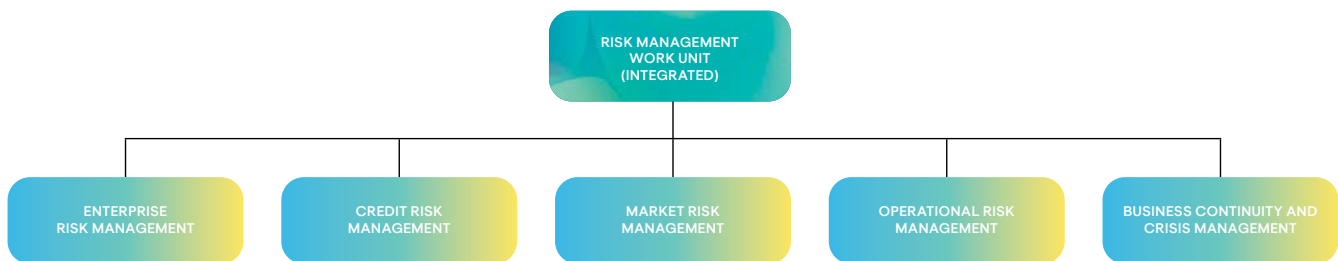 RISK MANAGEMENT
WORK UNIT
(INTEGRATED)
ENTERPRISE
RISK MANAGEMENT
CREDIT RISK
MANAGEMENT
MARKET RISK
MANAGEMENT
OPERATIONAL RISK
MANAGEMENT
BUSINESS CONTINUITY AND
CRISIS MANAGEMENT